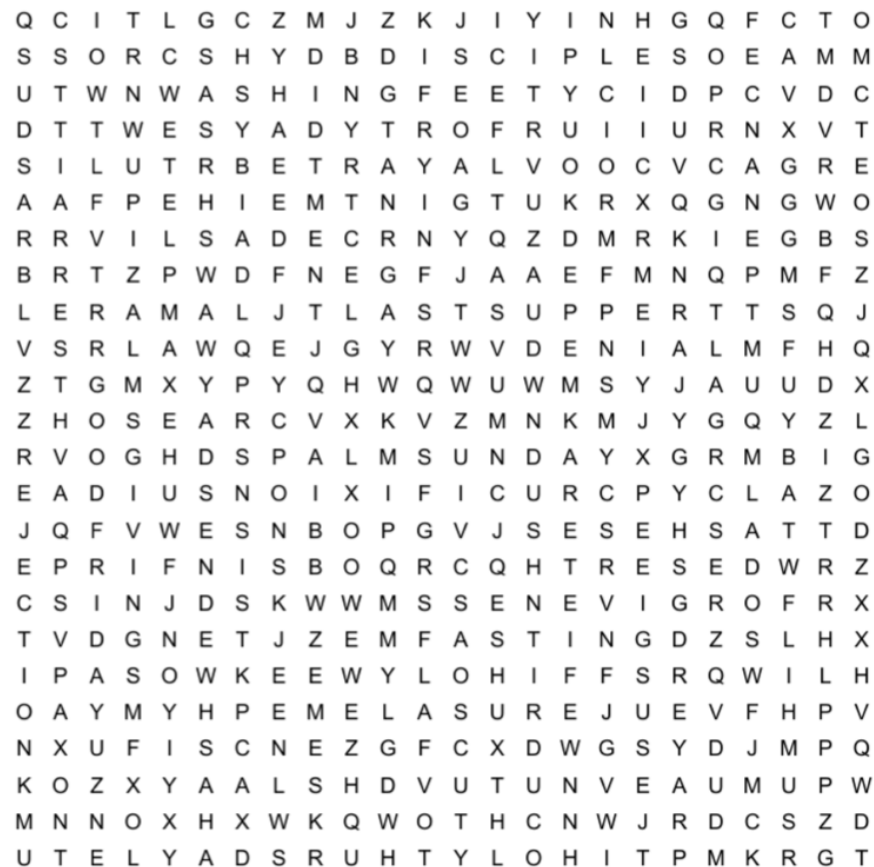 Q C I T L G C Z M J Z K J I Y I N H G Q F C T O
S S O R C S H Y D B D I S C I P L E S O E A M M
U T W N W A S H I N G F E E T Y C I D P C V D C
D T T W E S Y A D Y T R O F R U I I U R N X V T
S I L U T R B E T R A Y A L V O O C V C A G R E
A A F P E H I E M T N I G T U K R X Q G N G W O
R R V I L S A D E C R N Y Q Z D M R K I E G B S
B R T Z P W D F N E G F J A A E F M N Q P M F Z
L E R A M A L J T L A S T S U P P E R T T S Q J
V S R L A W Q E J G Y R W V D E N I A L M F H Q
Z T G M X Y P Y Q H W Q W U W M S Y J A U U D X
Z H O S E A R C V X K V Z M N K M J Y G Q Y Z L
R V O G H D S P A L M S U N D A Y X G R M B I G
E A D I U S N O I X I F I C U R C P Y C L A Z O
J Q F V W E S N B O P G V J S E S E H S A T T D
E P R I F N I S B O Q R C Q H T R E S E D W R Z
C S I N J D S K W W M S S E N E V I G R O F R X
T V D G N E T J Z E M F A S T I N G D Z S L H X
I P A S O W K E E W Y L O H I F F S R Q W I L H
O A Y M Y H P E M E L A S U R E J U E V F H P V
N X U F I S C N E Z G F C X D W G S Y D J M P Q
K O Z X Y A A L S H D V U T U N V E A U M U P W
M N N O X H X W K Q W O T H C N W J R D C S Z D
U T E L Y A D S R U H T Y L O H I T P M K R G T